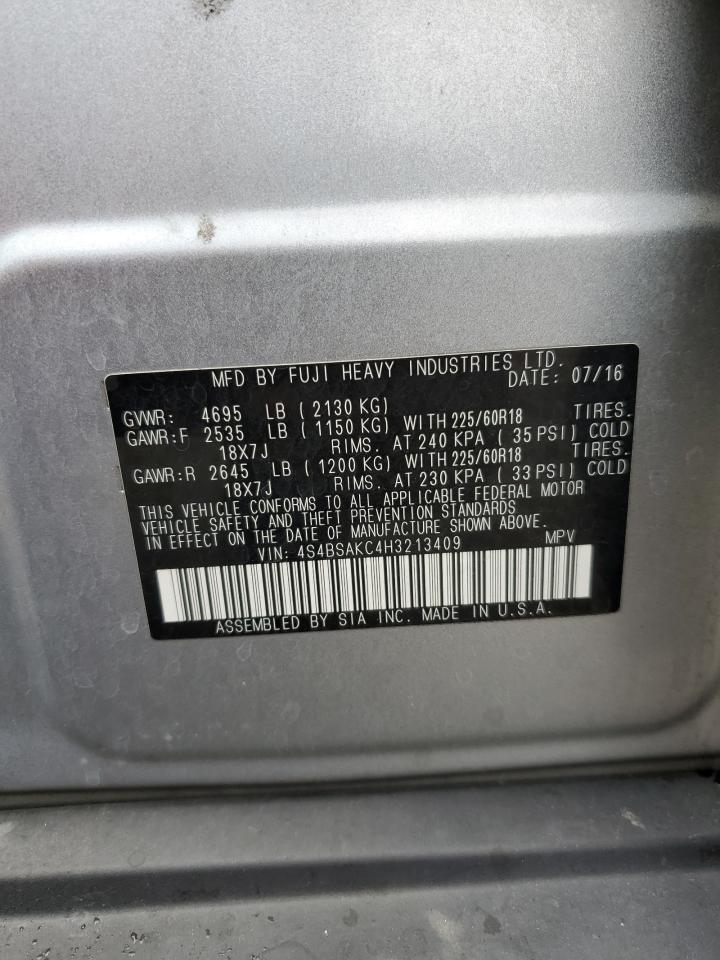 MFD BY FUJI HEAVY INDUSTRIES LTD.
DATE: 07/16
GVWR: 4695 LB ( 2130 KG)
GAWR:F 2535 LB ( 1150 KG) WITH 225/60R18 TIRES.
18X7J RIMS. AT 240 KPA ( 35 PSI) COLD
GAWR:R 2645 LB ( 1200 KG) WITH 225/60R18 TIRES.
18X7J RIMS. AT 230 KPA ( 33 PSI) COLD
THIS VEHICLE CONFORMS TO ALL APPLICABLE FEDERAL MOTOR
VEHICLE SAFETY AND THEFT PREVENTION STANDARDS
IN EFFECT ON THE DATE OF MANUFACTURE SHOWN ABOVE.
VIN: 4S4BSAKC4H3213409 MPV
ASSEMBLED BY SIA INC. MADE IN U.S.A.